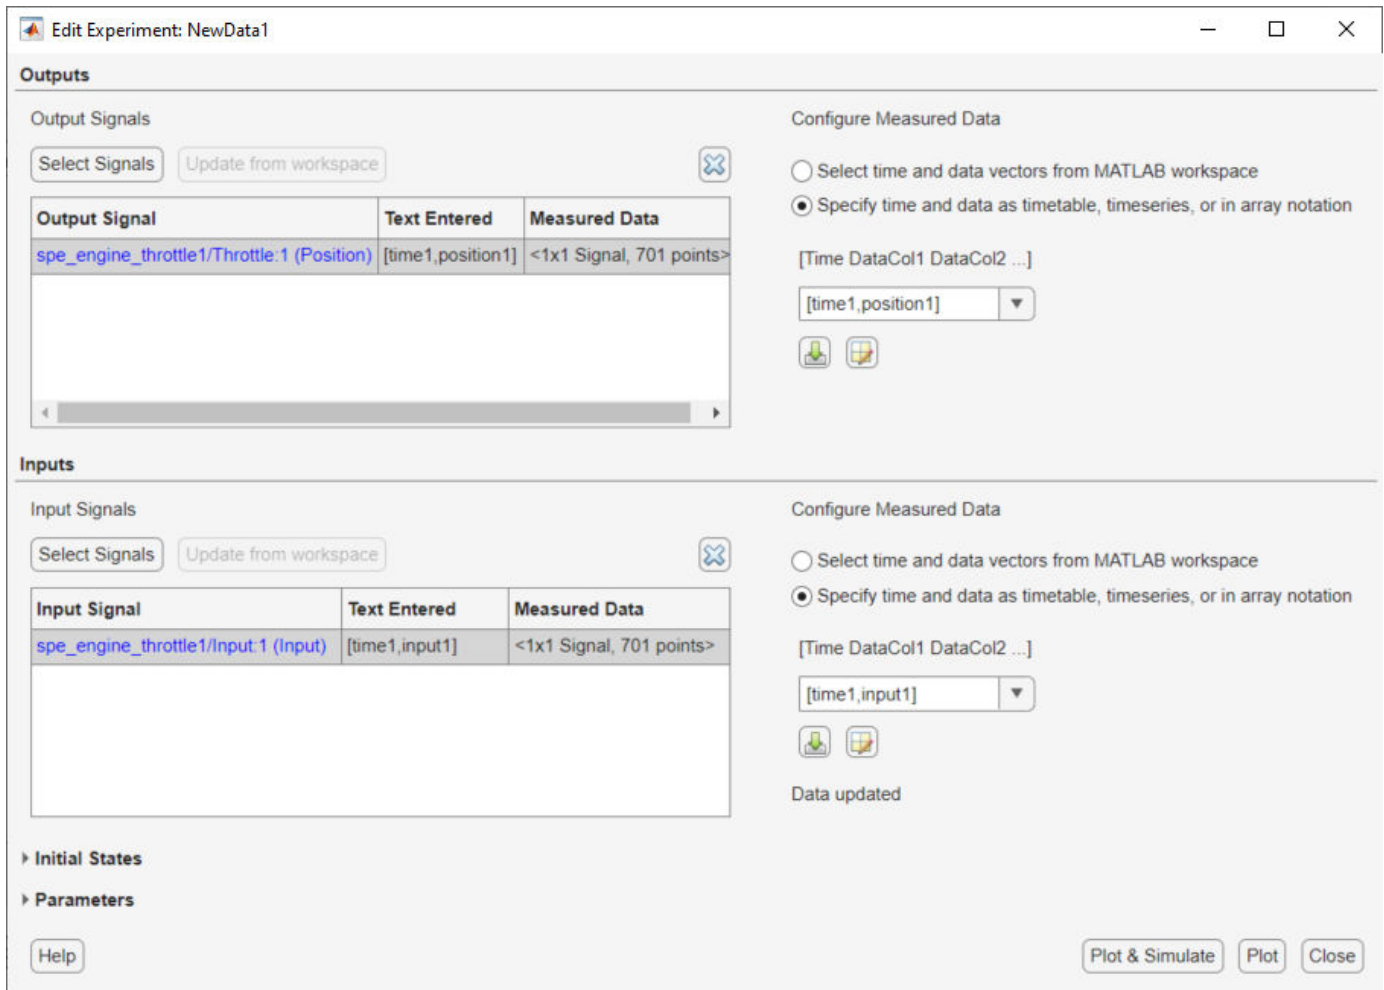 Edit Experiment: NewData1
Outputs
Output Signals
Configure Measured Data
Select Signals
Update from workspace
Select time and data vectors from MATLAB workspace
Specify time and data as timetable, timeseries, or in array notation
Output Signal
Text Entered
Measured Data
spe_engine_throttle1/Throttle:1 (Position)
[time1,position1]
<1x1 Signal, 701 points>
[Time DataCol1 DataCol2 ...]
[time1,position1]
Inputs
Input Signals
Configure Measured Data
Select Signals
Update from workspace
Select time and data vectors from MATLAB workspace
Specify time and data as timetable, timeseries, or in array notation
Input Signal
Text Entered
Measured Data
spe_engine_throttle1/Input:1 (Input)
[time1,input1]
<1x1 Signal, 701 points>
[Time DataCol1 DataCol2 ...]
[time1,input1]
Data updated
Initial States
Parameters
Help
Plot & Simulate
Plot
Close